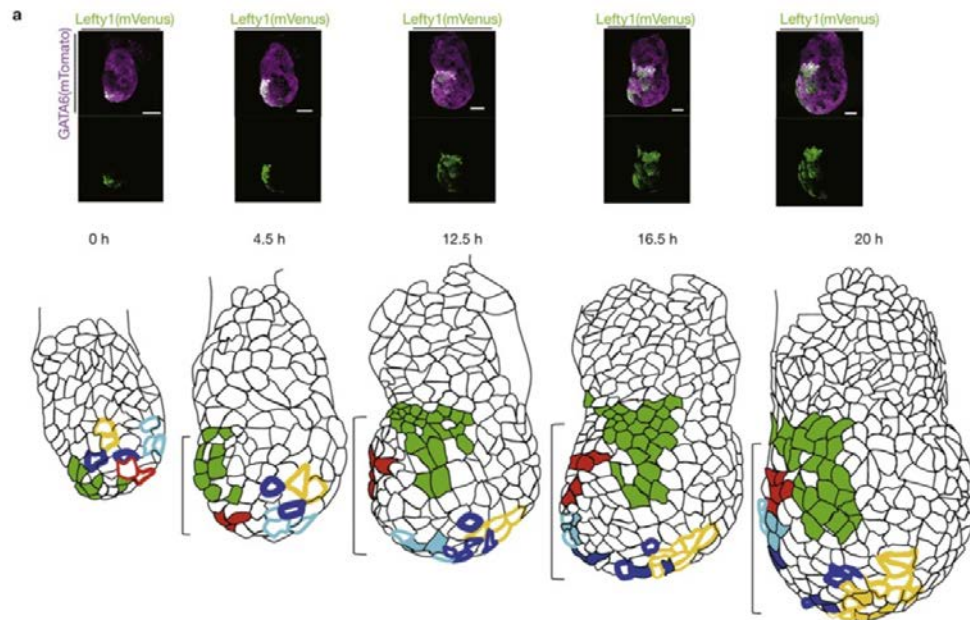 a
Lefty1(mVenus)
Lefty1(mVenus)
Lefty1(mVenus)
Lefty1(mVenus)
Lefty1(mVenus)
GATA6(mTomato)
0 h
4.5 h
12.5 h
16.5 h
20 h